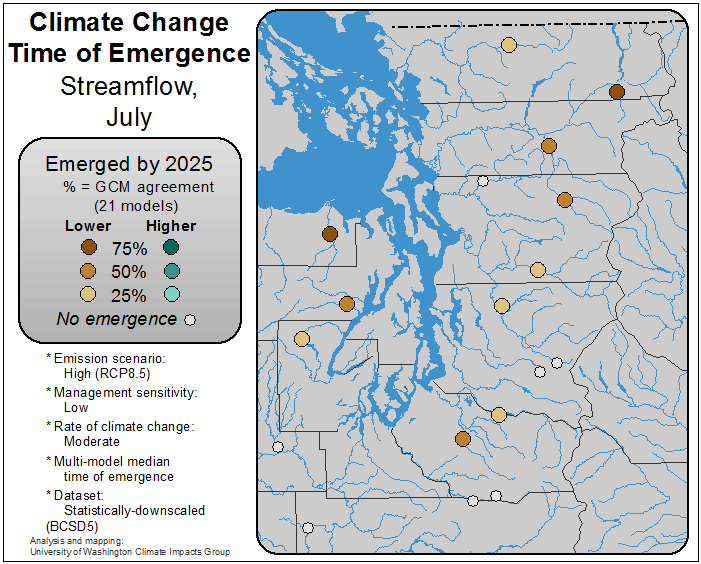 Climate Change
Time of Emergence
Streamflow,
July
Emerged by 2025
% = GCM agreement
(21 models)
Lower Higher
75%
50%
25%
No emergence
* Emission scenario:
High (RCP8.5)
* Management sensitivity:
Low
* Rate of climate change:
Moderate
* Multi-model median
time of emergence
* Dataset:
Statistically-downscaled
(BCSD5)
Analysis and mapping:
University of Washington Climate Impacts Group